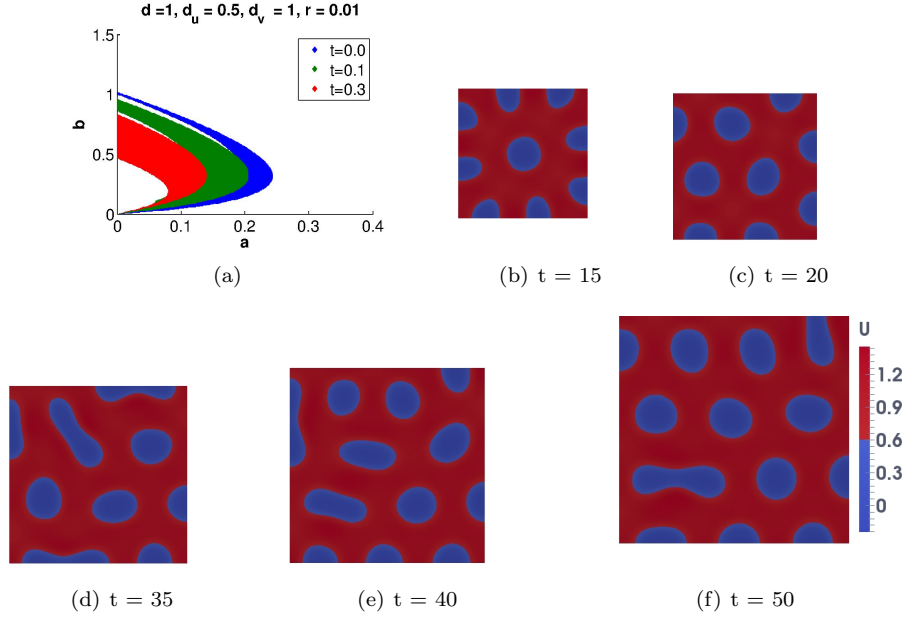 d =1, d_u = 0.5, d_v = 1, r = 0.01
1.5
1
0.5
0
b
t=0.0
t=0.1
t=0.3
0 0.1 0.2 0.3 0.4
a
(a)
(b) t = 15
(c) t = 20
(d) t = 35
(e) t = 40
U
1.2
0.9
0.6
0.3
0
(f) t = 50